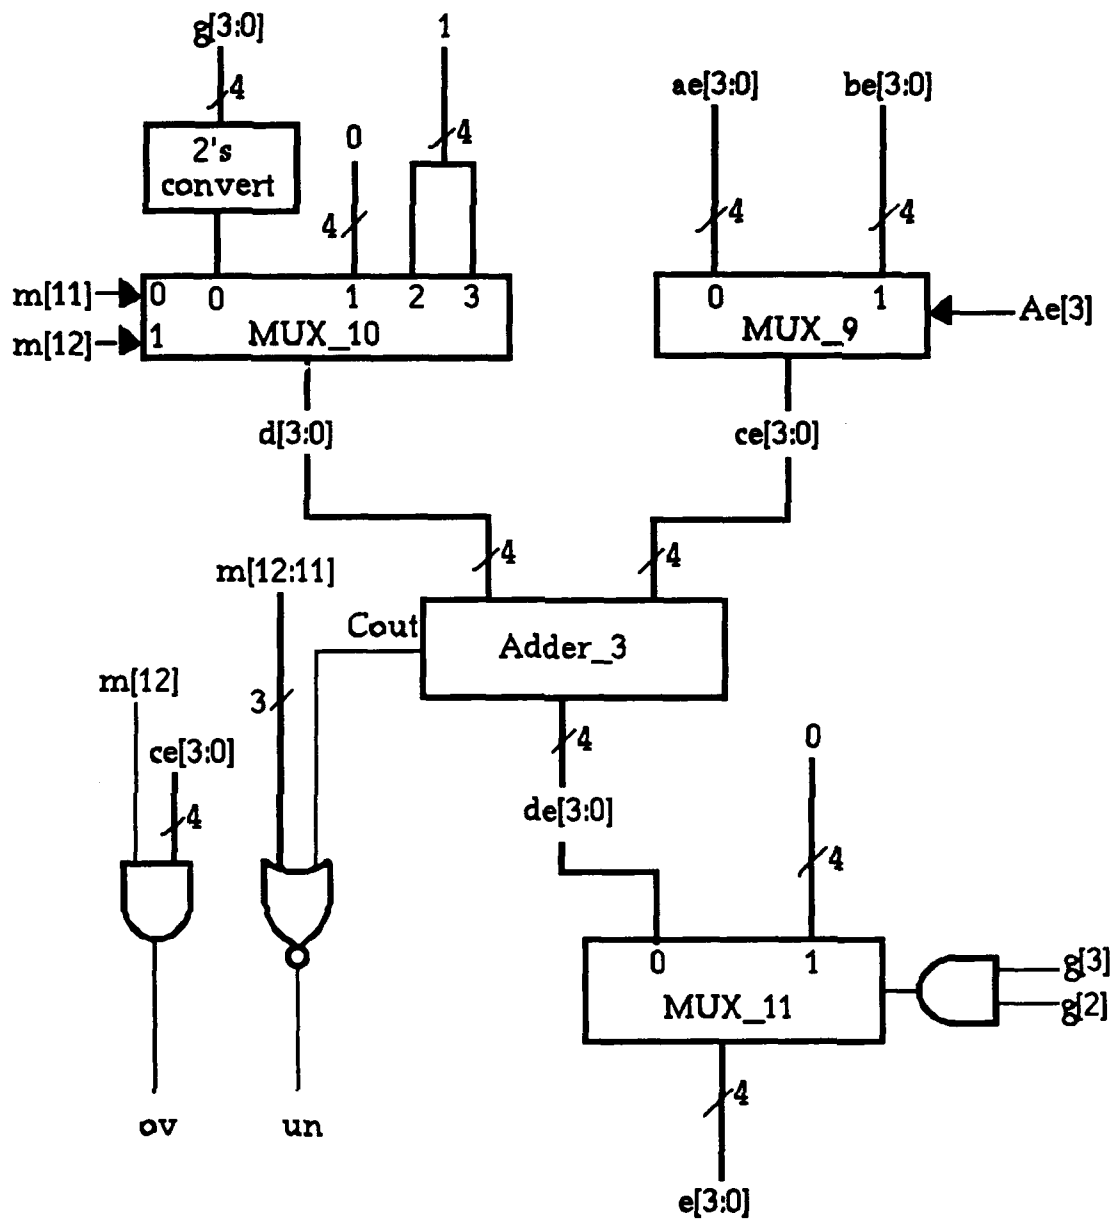 g[3:0]
1
4
2's
convert
0
4
4
ae[3:0]
be[3:0]
4
4
m[11]
0
0
1
2
3
m[12]
1
MUX_10
0
1
MUX_9
Ae[3]
d[3:0]
ce[3:0]
4
4
m[12:11]
Cout
Adder_3
m[12]
3
ce[3:0]
4
4
0
de[3:0]
4
0
1
MUX_11
g[3]
g[2]
4
ov
un
e[3:0]